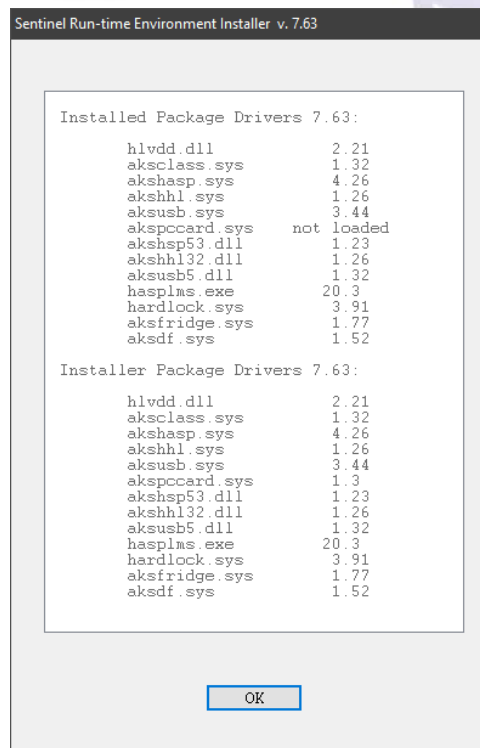 Sentinel Run-time Environment Installer v. 7.63
Installed Package Drivers 7.63:
hlvdd.dll 2.21
aksclass.sys 1.32
akshasp.sys 4.26
akshhl.sys 1.26
aksusb.sys 3.44
akspccard.sys not loaded
akshsp53.dll 1.23
akshhl32.dll 1.26
aksusb5.dll 1.32
hasplms.exe 20.3
hardlock.sys 3.91
aksfridge.sys 1.77
aksdf.sys 1.52
Installer Package Drivers 7.63:
hlvdd.dll 2.21
aksclass.sys 1.32
akshasp.sys 4.26
akshhl.sys 1.26
aksusb.sys 3.44
akspccard.sys 1.3
akshsp53.dll 1.23
akshhl32.dll 1.26
aksusb5.dll 1.32
hasplms.exe 20.3
hardlock.sys 3.91
aksfridge.sys 1.77
aksdf.sys 1.52
OK